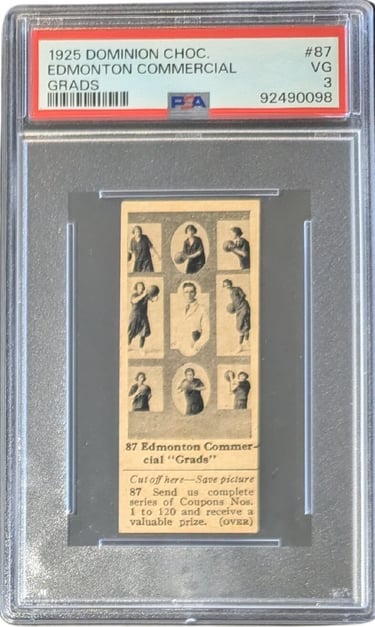 1925 DOMINION CHOC. #87
EDMONTON COMMERCIAL VG
GRADS 3
PSA 92490098
87 Edmonton Commer-
cial "Grads"
Cut off here—Save picture
87 Send us complete
series of Coupons Nos.
1 to 120 and receive a
valuable prize. (OVER)